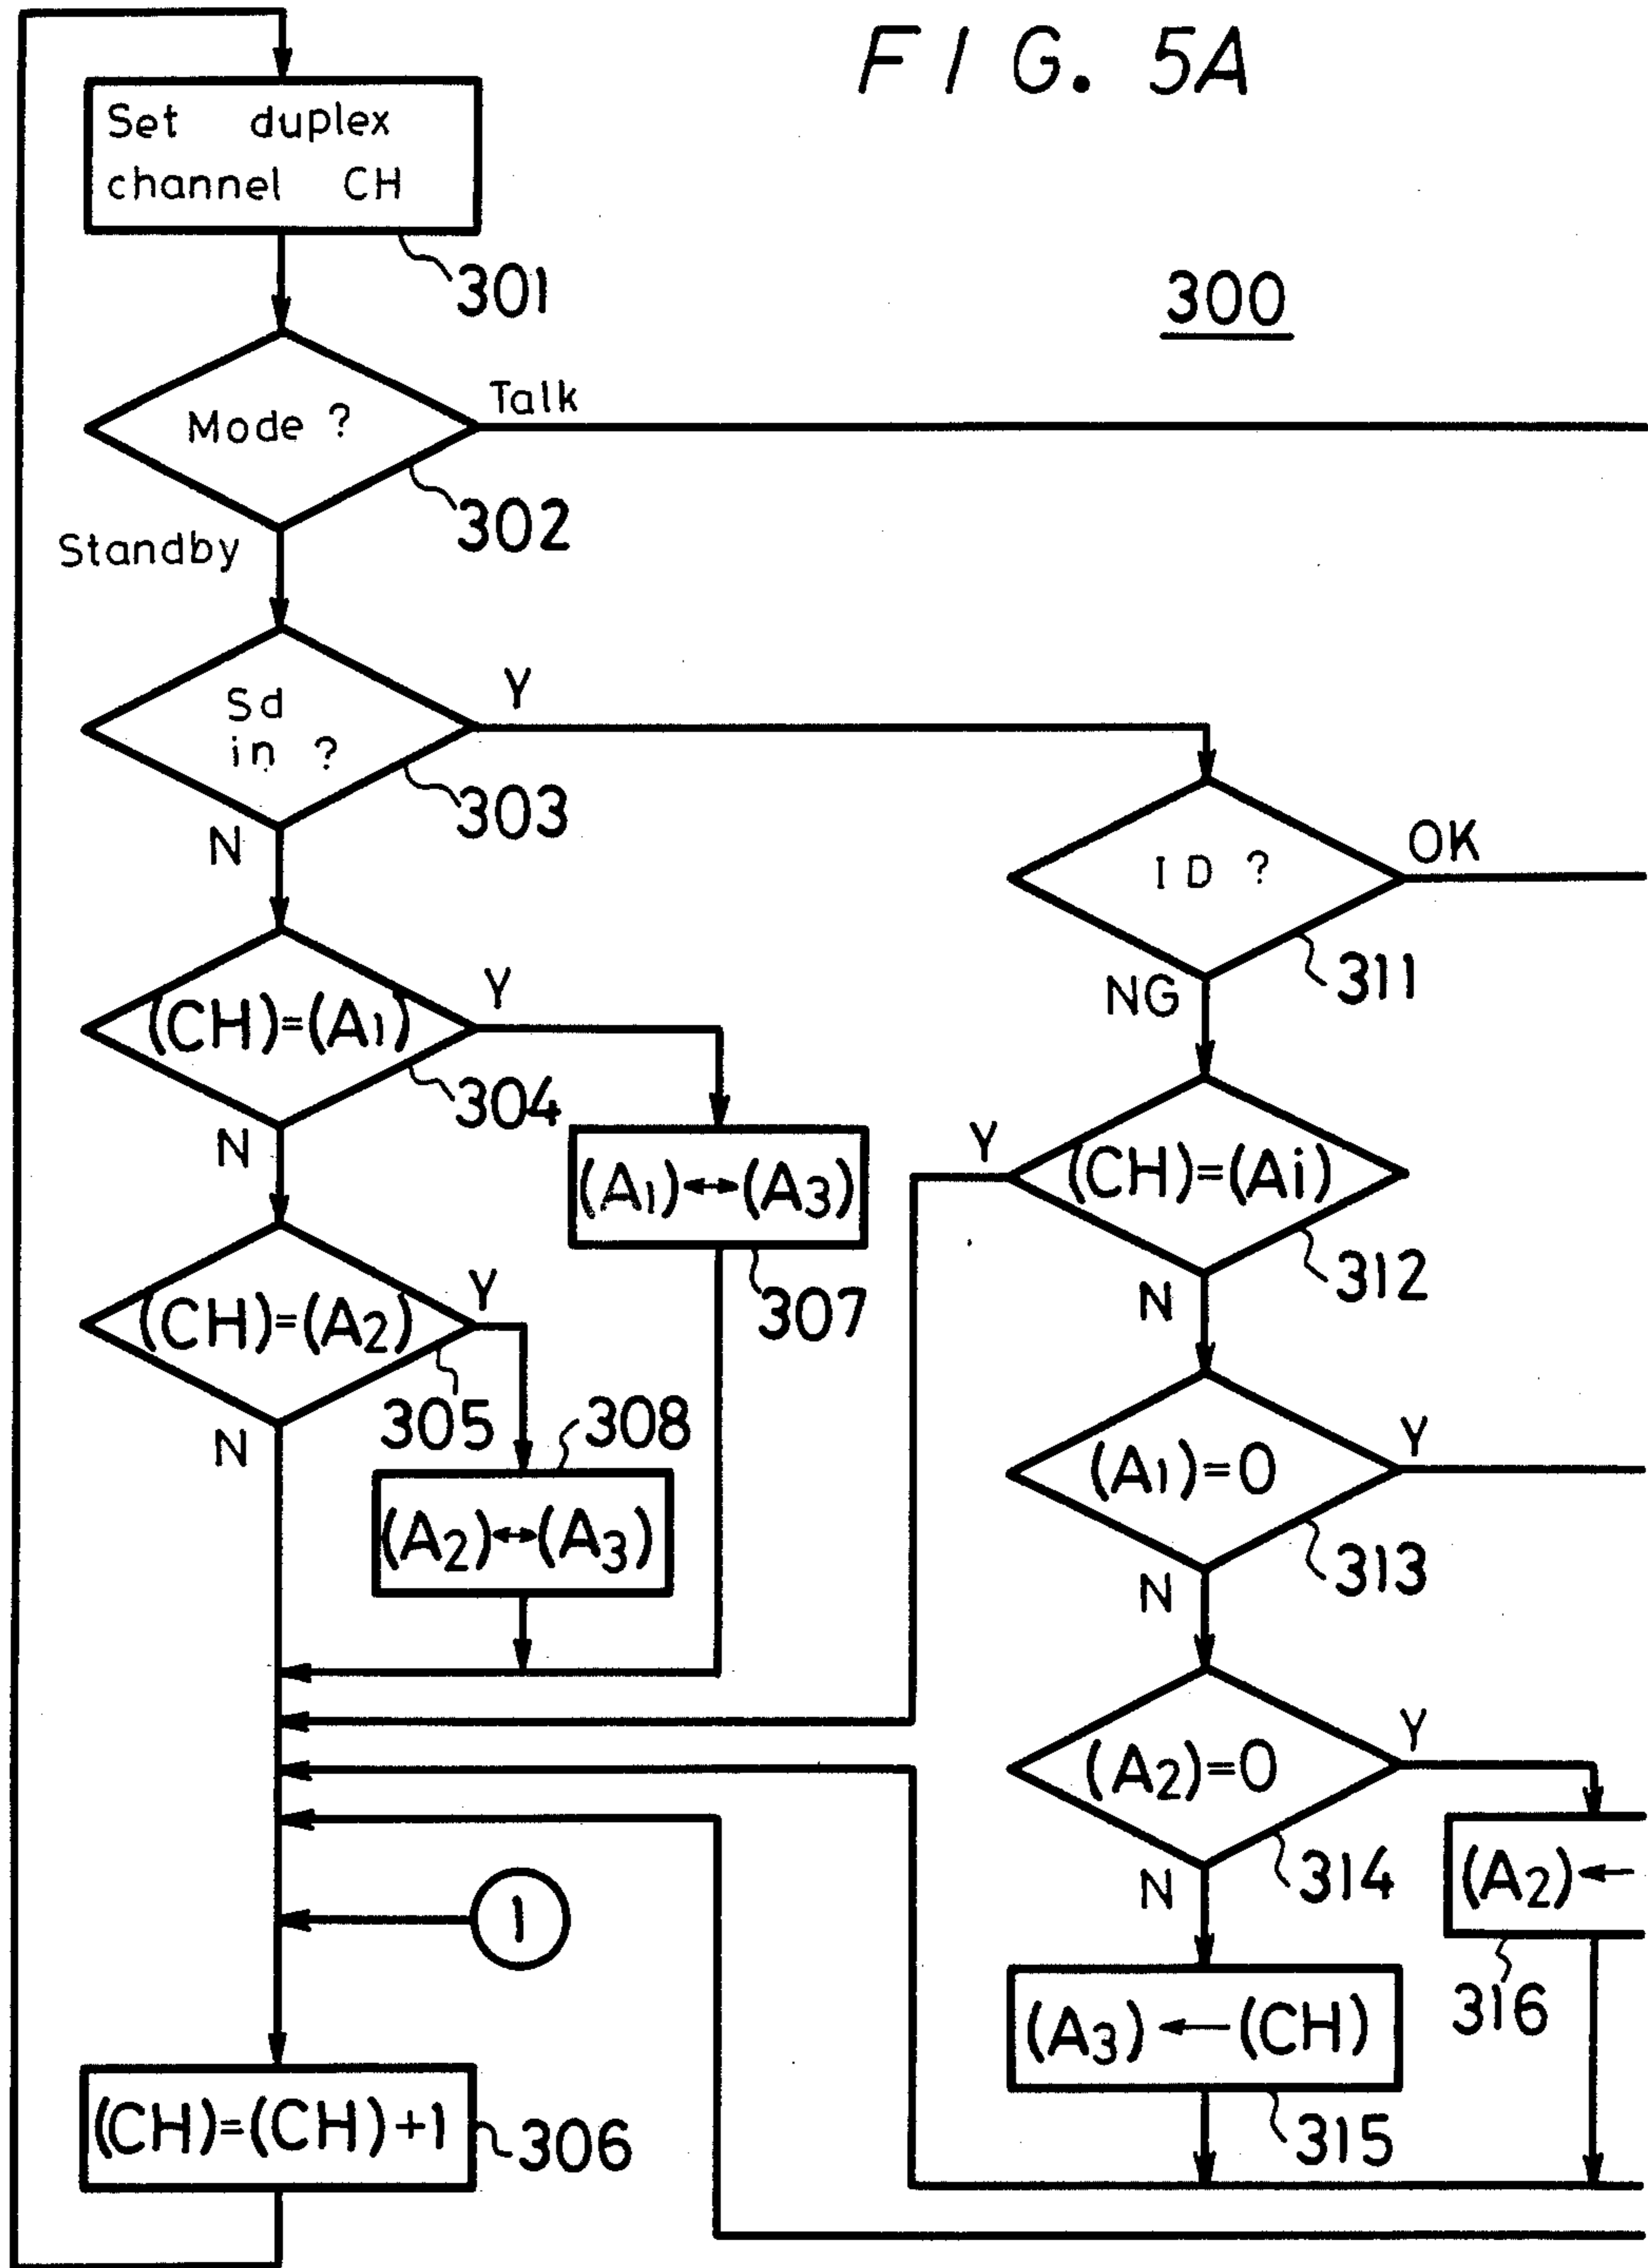 FIG. 5A
300
Set duplex
channel CH
301
Mode ?
Talk
302
Standby
Sd
in ?
Y
303
N
ID ?
OK
311
NG
(CH)=(A1)
Y
304
N
(A1)↔(A3)
307
(CH)=(Ai)
Y
312
N
(CH)=(A2)
Y
305
N
308
(A2)↔(A3)
(A1)=0
Y
313
N
(A2)=0
Y
314
N
(A2)←
316
1
(A3)←(CH)
315
(CH)=(CH)+1
306